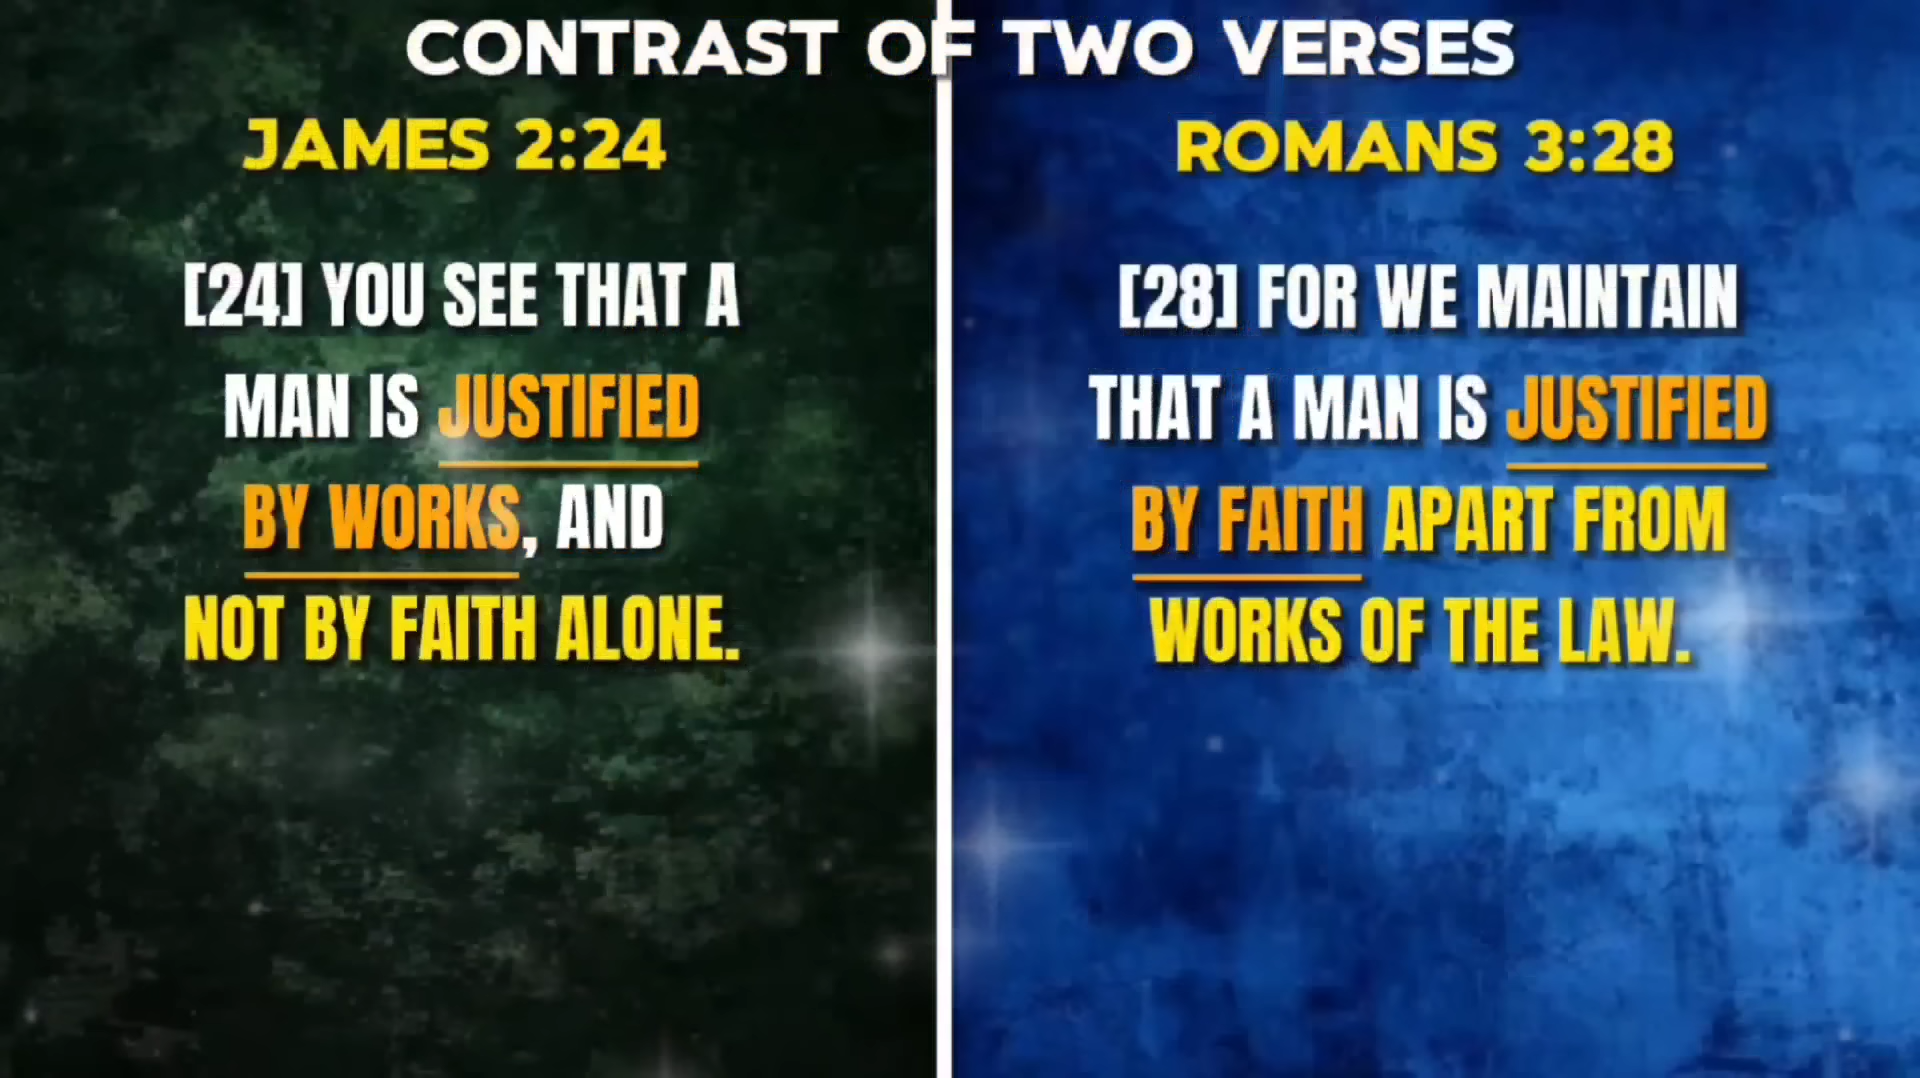 CONTRAST OF TWO VERSES
JAMES 2:24
[24] YOU SEE THAT A
MAN IS JUSTIFIED
BY WORKS, AND
NOT BY FAITH ALONE.
ROMANS 3:28
[28] FOR WE MAINTAIN
THAT A MAN IS JUSTIFIED
BY FAITH APART FROM
WORKS OF THE LAW.